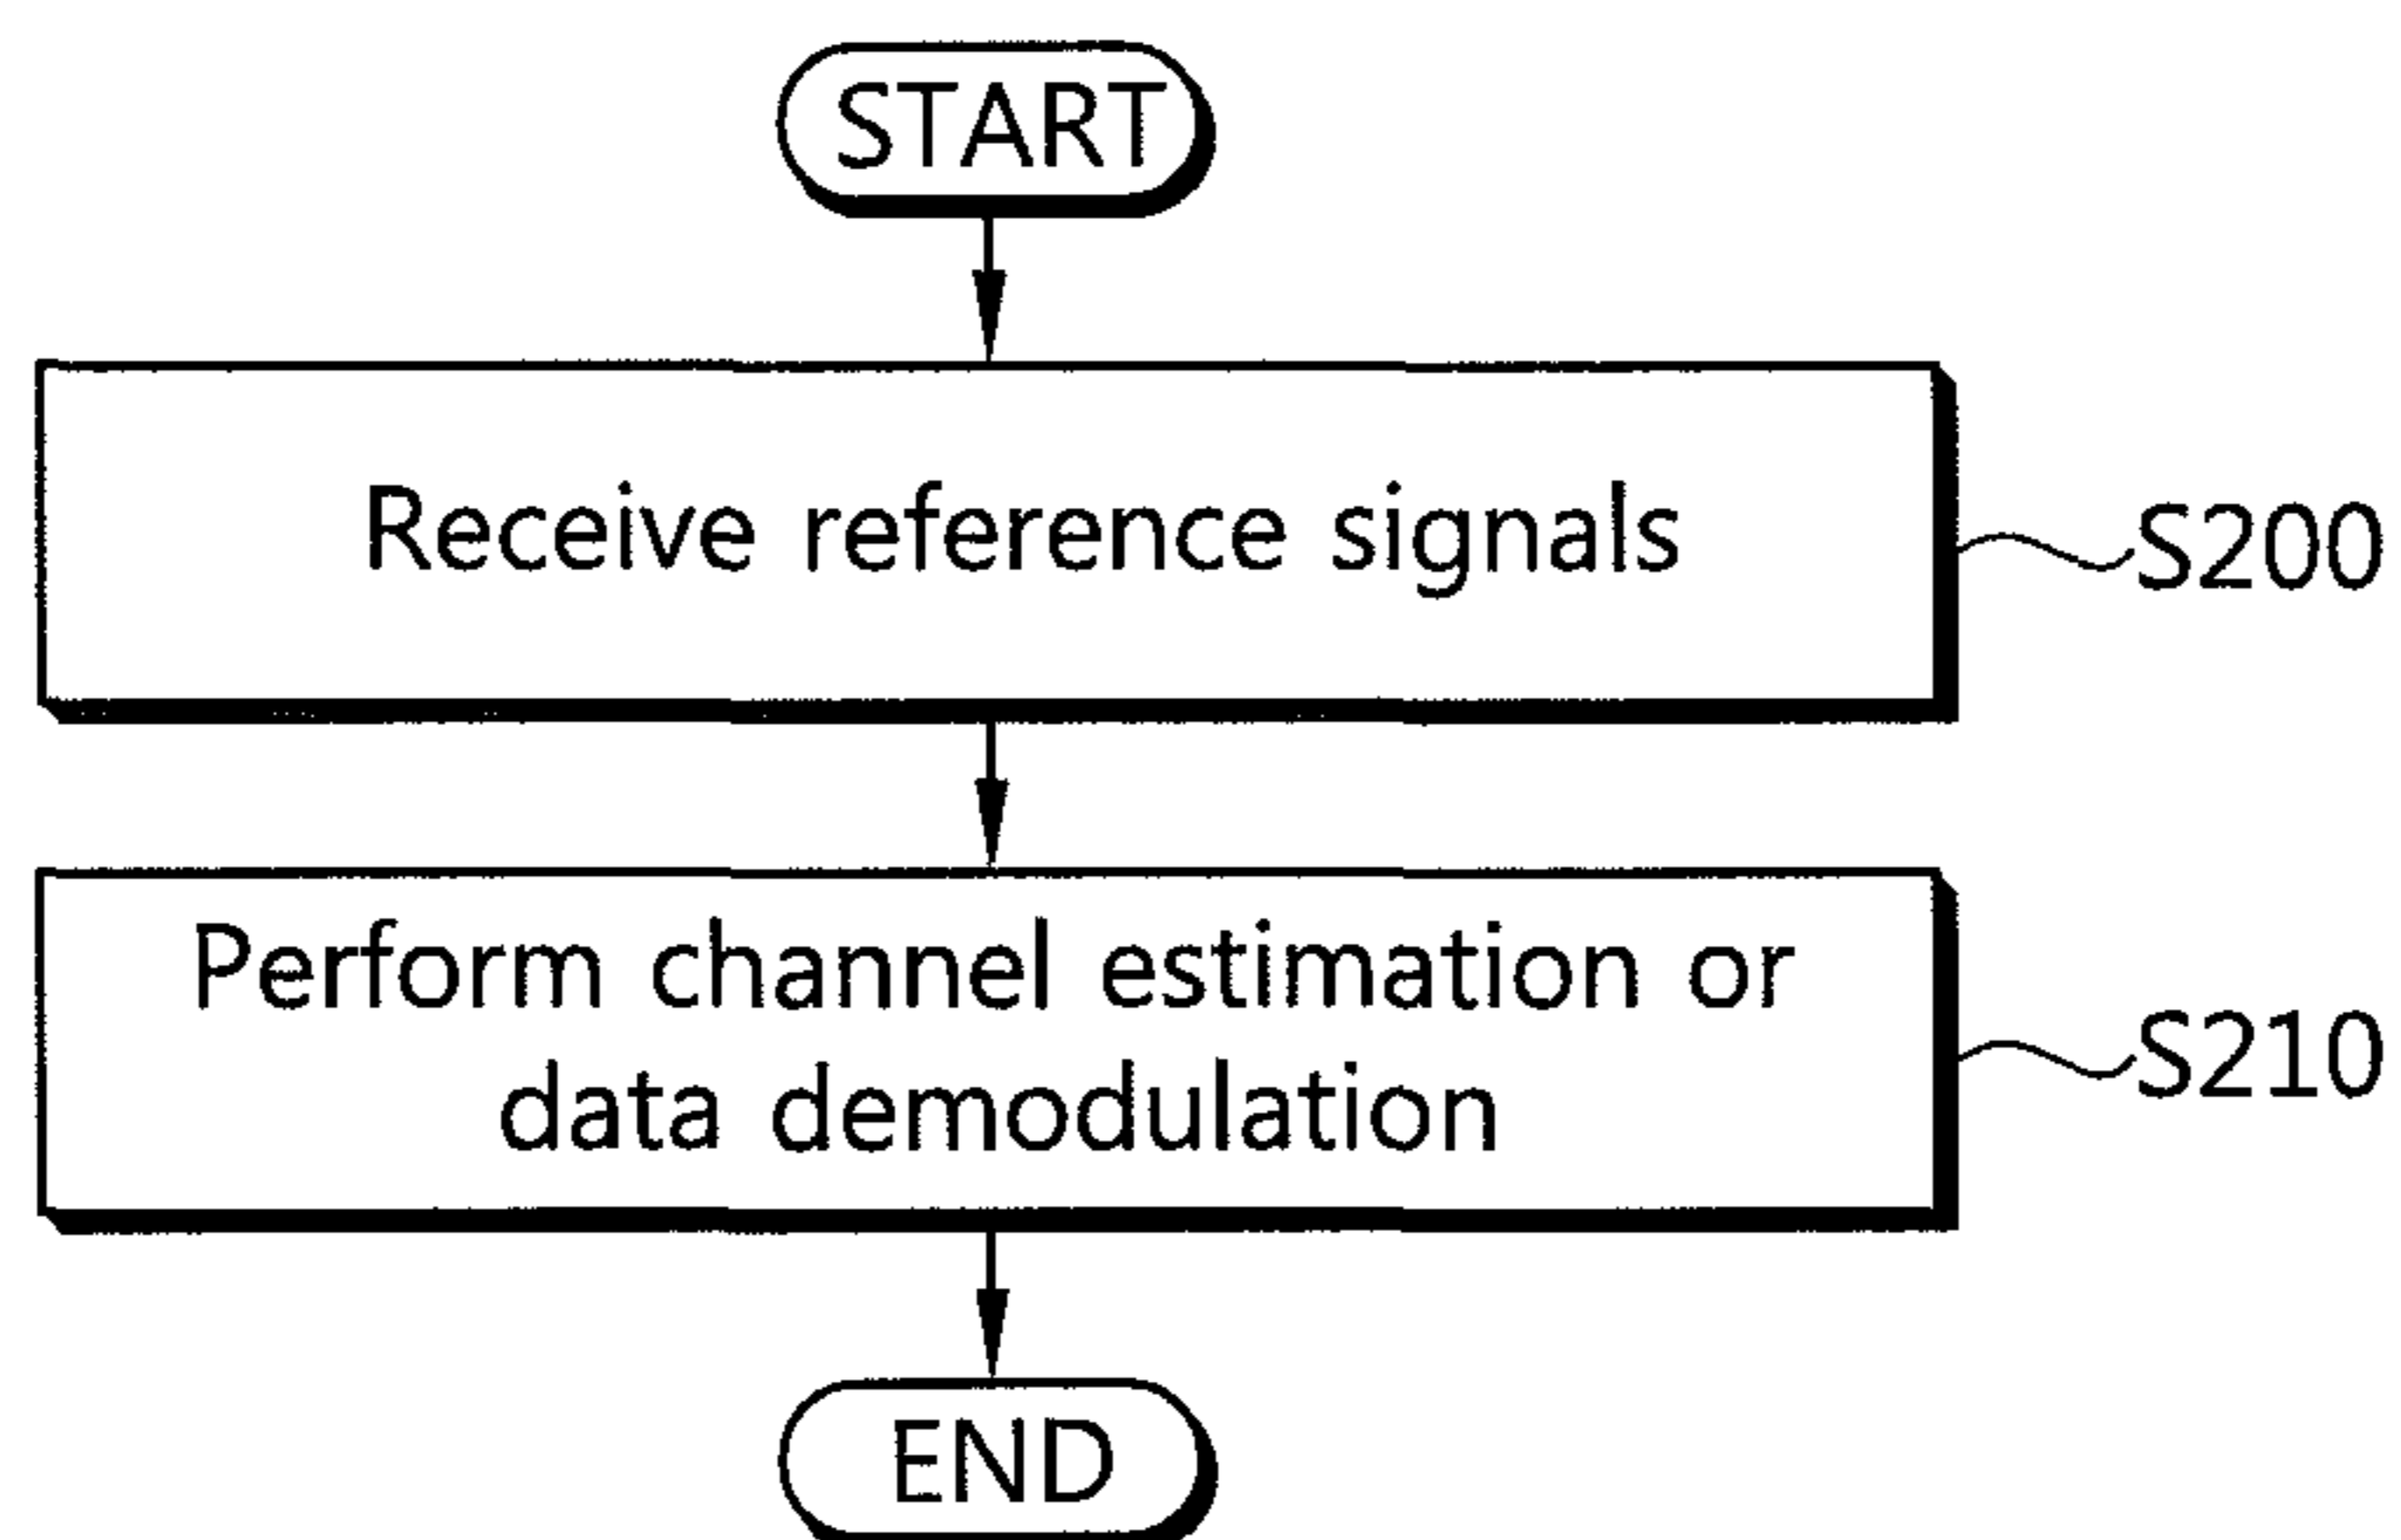 START
Receive reference signals
S200
Perform channel estimation or
data demodulation
S210
END